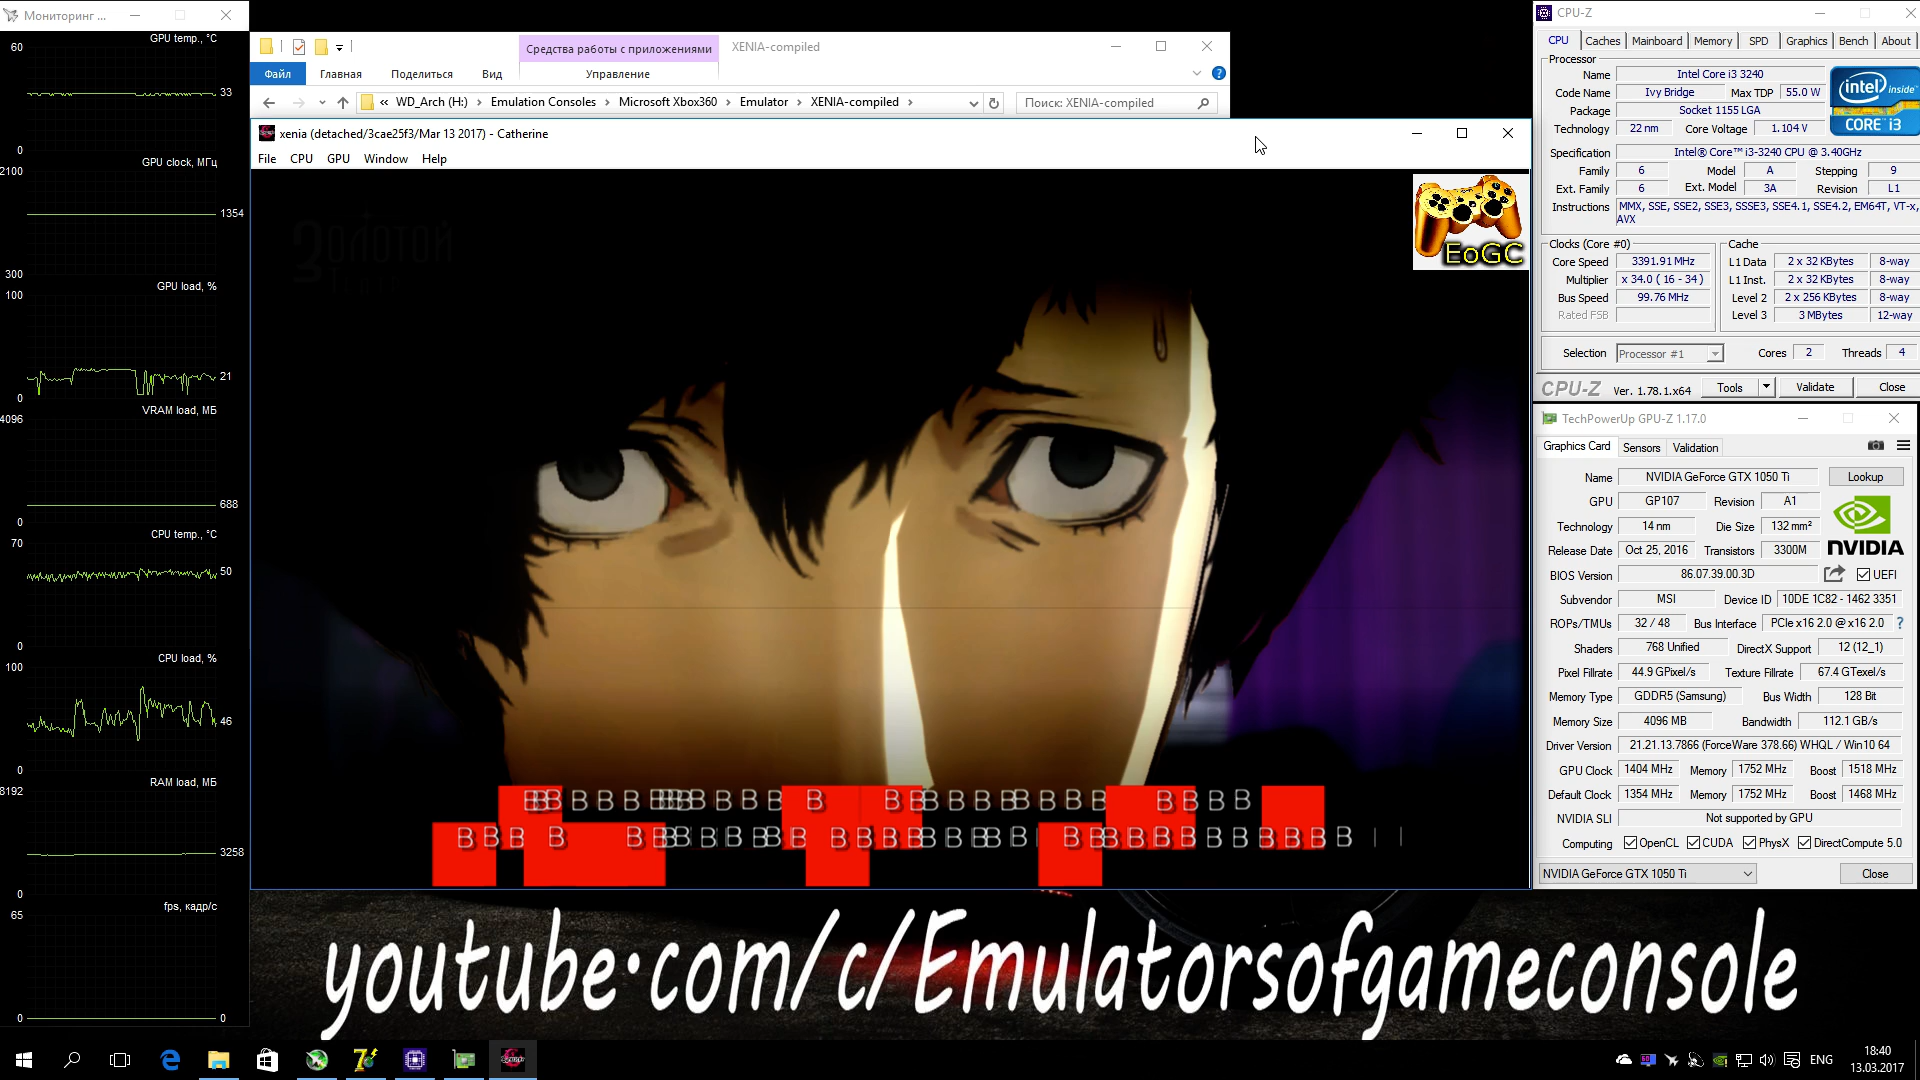 Мониторинг ...
GPU temp., °C
60
33
0
GPU clock, МГц
2100
1354
300
GPU load, %
100
21
0
VRAM load, МБ
4096
688
0
CPU temp., °C
70
50
0
CPU load, %
100
46
0
RAM load, МБ
8192
3258
0
fps, кадр/с
65
0
0
Средства работы с приложениями
XENIA-compiled
Файл
Главная
Поделиться
Вид
Управление
« WD_Arch (H:) › Emulation Consoles › Microsoft Xbox360 › Emulator › XENIA-compiled ›
Поиск: XENIA-compiled
xenia (detached/3cae25f3/Mar 13 2017) - Catherine
File CPU GPU Window Help
Золотой
EoGC
youtube.com/c/Emulatorsofgameconsole
CPU-Z
CPU Caches Mainboard Memory SPD Graphics Bench About
Processor
Name Intel Core i3 3240
Code Name Ivy Bridge Max TDP 55.0 W
Package Socket 1155 LGA
Technology 22 nm Core Voltage 1.104 V
intel inside™
CORE i3
Specification Intel® Core™ i3-3240 CPU @ 3.40GHz
Family 6 Model A Stepping 9
Ext. Family 6 Ext. Model 3A Revision L1
Instructions MMX, SSE, SSE2, SSE3, SSSE3, SSE4.1, SSE4.2, EM64T, VT-x,
AVX
Clocks (Core #0)
Core Speed 3391.91 MHz
Multiplier x 34.0 ( 16 - 34 )
Bus Speed 99.76 MHz
Rated FSB
Cache
L1 Data 2 x 32 KBytes 8-way
L1 Inst. 2 x 32 KBytes 8-way
Level 2 2 x 256 KBytes 8-way
Level 3 3 MBytes 12-way
Selection Processor #1 Cores 2 Threads 4
CPU-Z Ver. 1.78.1.x64 Tools Validate Close
TechPowerUp GPU-Z 1.17.0
Graphics Card Sensors Validation
Name NVIDIA GeForce GTX 1050 Ti Lookup
GPU GP107 Revision A1
Technology 14 nm Die Size 132 mm²
Release Date Oct 25, 2016 Transistors 3300M
NVIDIA
BIOS Version 86.07.39.00.3D UEFI
Subvendor MSI Device ID 10DE 1C82 - 1462 3351
ROPs/TMUs 32 / 48 Bus Interface PCIe x16 2.0 @ x16 2.0 ?
Shaders 768 Unified DirectX Support 12 (12_1)
Pixel Fillrate 44.9 GPixel/s Texture Fillrate 67.4 GTexel/s
Memory Type GDDR5 (Samsung) Bus Width 128 Bit
Memory Size 4096 MB Bandwidth 112.1 GB/s
Driver Version 21.21.13.7866 (ForceWare 378.66) WHQL / Win10 64
GPU Clock 1404 MHz Memory 1752 MHz Boost 1518 MHz
Default Clock 1354 MHz Memory 1752 MHz Boost 1468 MHz
NVIDIA SLI Not supported by GPU
Computing OpenCL CUDA PhysX DirectCompute 5.0
NVIDIA GeForce GTX 1050 Ti Close
ENG
18:40
13.03.2017